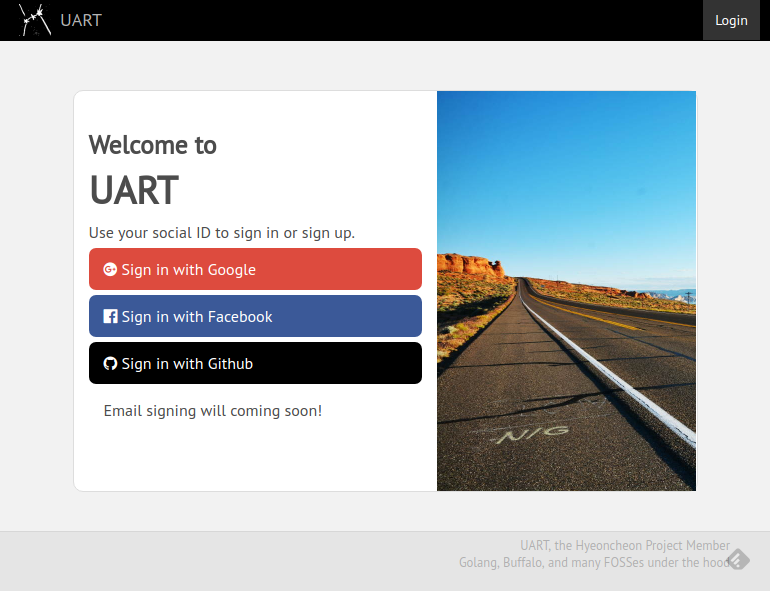 UART
Login
Welcome to
UART
Use your social ID to sign in or sign up.
Sign in with Google
Sign in with Facebook
Sign in with Github
Email signing will coming soon!
N/G
UART, the Hyeoncheon Project Member
Golang, Buffalo, and many FOSSes under the hood